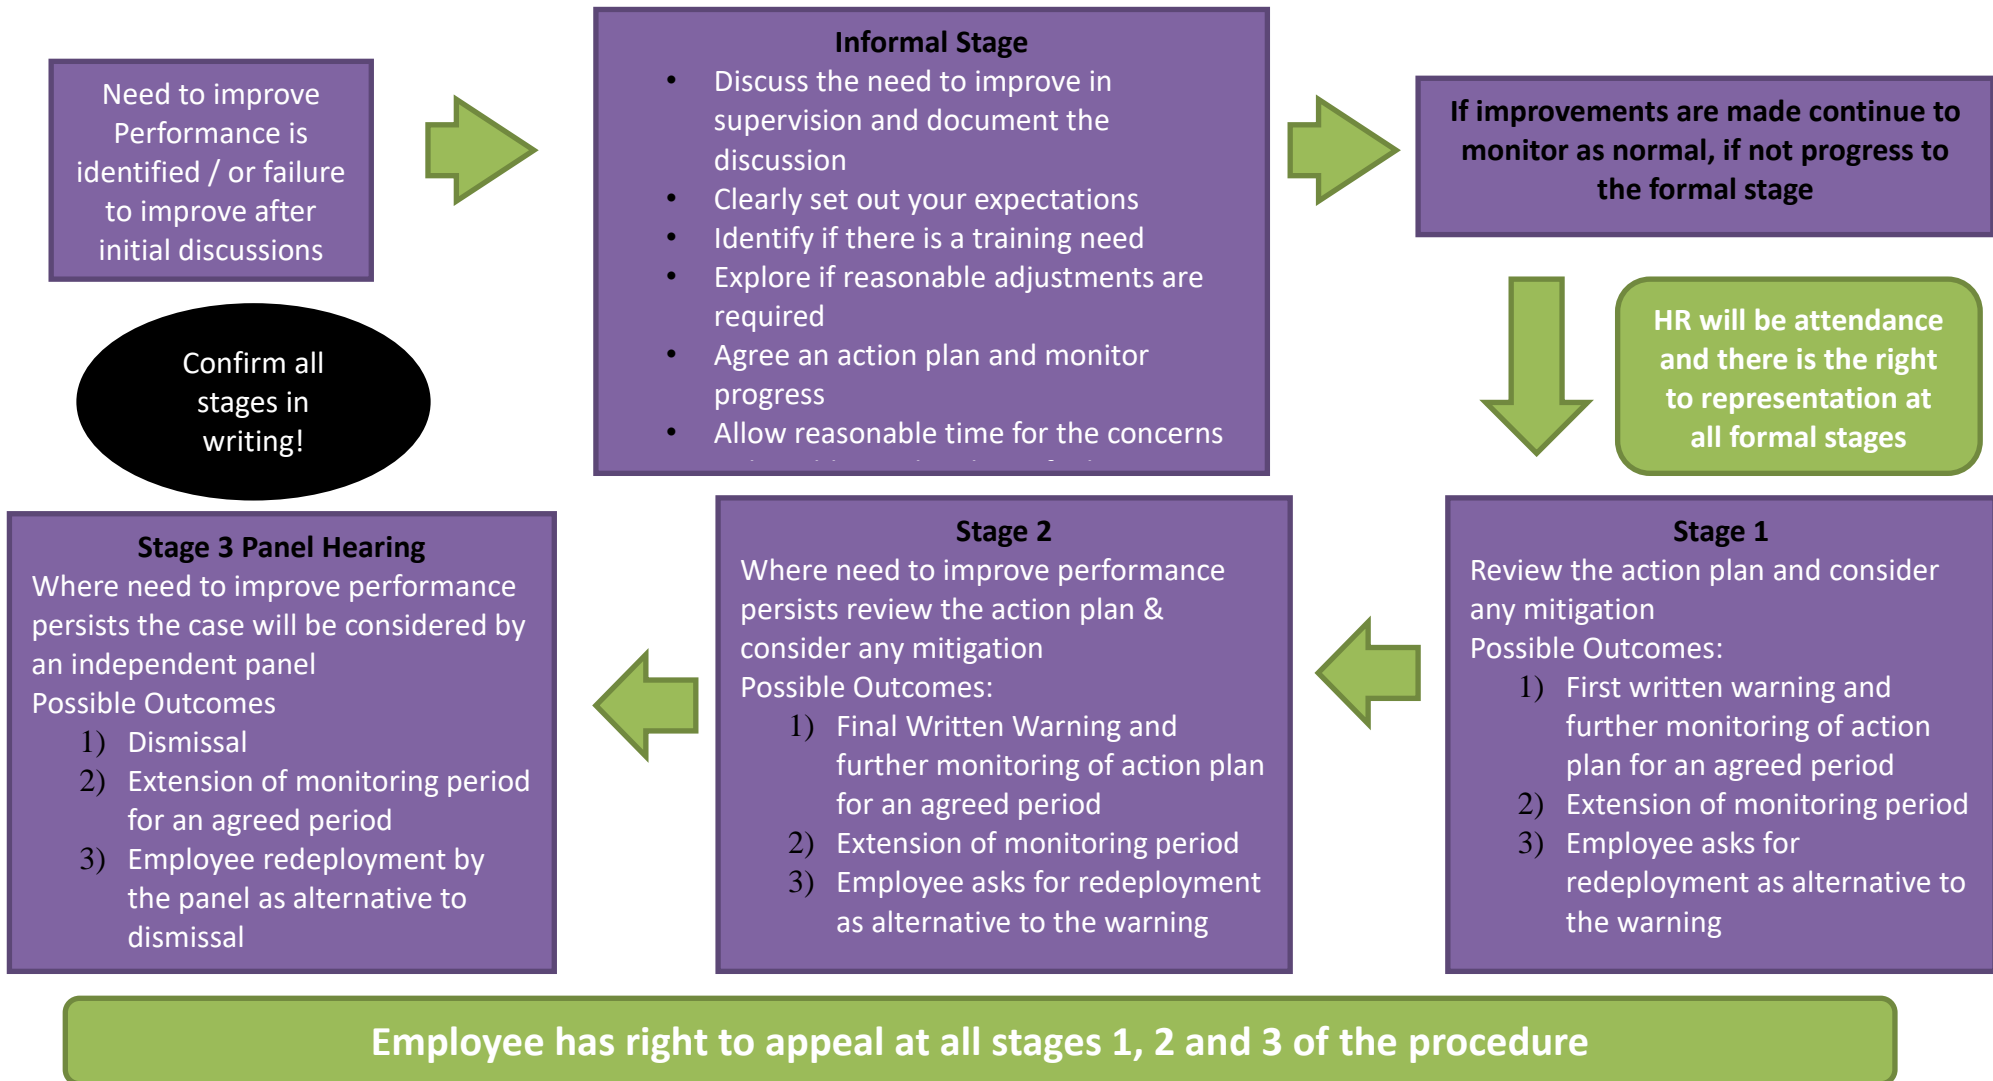 Need to improve
Performance is
identified / or failure
to improve after
initial discussions
Informal Stage
• Discuss the need to improve in
supervision and document the
discussion
• Clearly set out your expectations
• Identify if there is a training need
• Explore if reasonable adjustments are
required
• Agree an action plan and monitor
progress
• Allow reasonable time for the concerns
If improvements are made continue to
monitor as normal, if not progress to
the formal stage
Confirm all
stages in
writing!
HR will be attendance
and there is the right
to representation at
all formal stages
Stage 1
Review the action plan and consider
any mitigation
Possible Outcomes:
1) First written warning and
further monitoring of action
plan for an agreed period
2) Extension of monitoring period
3) Employee asks for
redeployment as alternative to
the warning
Stage 2
Where need to improve performance
persists review the action plan &
consider any mitigation
Possible Outcomes:
1) Final Written Warning and
further monitoring of action plan
for an agreed period
2) Extension of monitoring period
3) Employee asks for redeployment
as alternative to the warning
Stage 3 Panel Hearing
Where need to improve performance
persists the case will be considered by
an independent panel
Possible Outcomes
1) Dismissal
2) Extension of monitoring period
for an agreed period
3) Employee redeployment by
the panel as alternative to
dismissal
Employee has right to appeal at all stages 1, 2 and 3 of the procedure